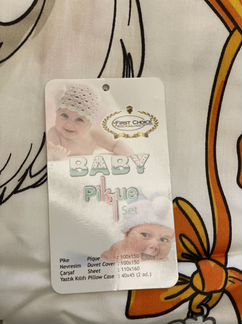 FIRST CHOICE
BABY
Pique
Set
Pike Pique : 100x150
Nevresim Duvet Cover : 100x150
Çarşaf Sheet : 110x160
Yastık Kılıfı Pillow Case : 40x45 (2 ad.)